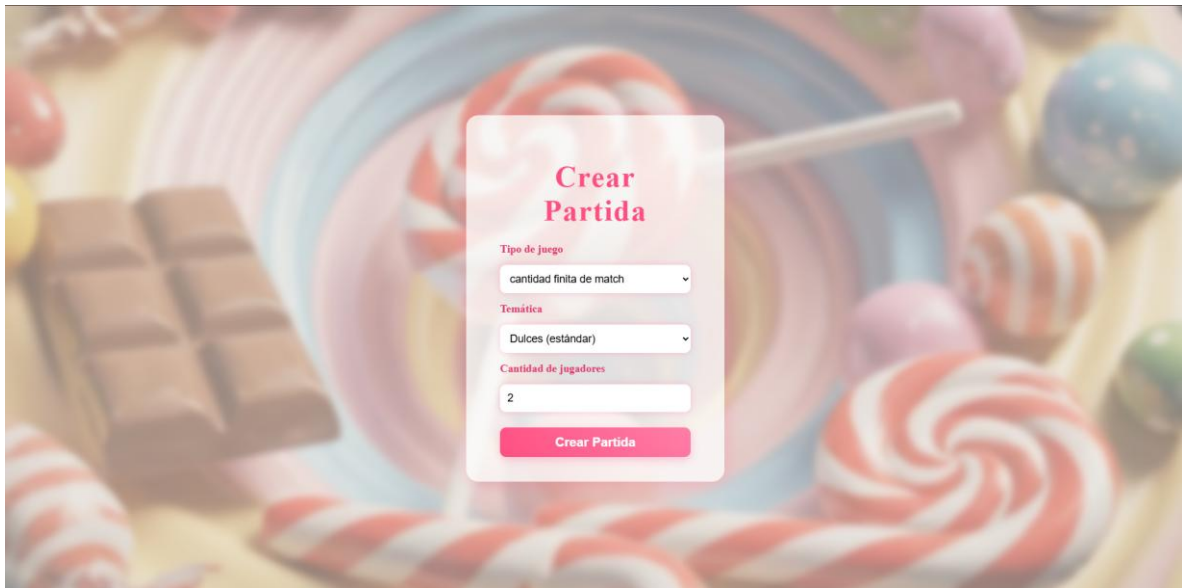 Crear
Partida
Tipo de juego
cantidad finita de match
Temática
Dulces (estándar)
Cantidad de jugadores
2
Crear Partida